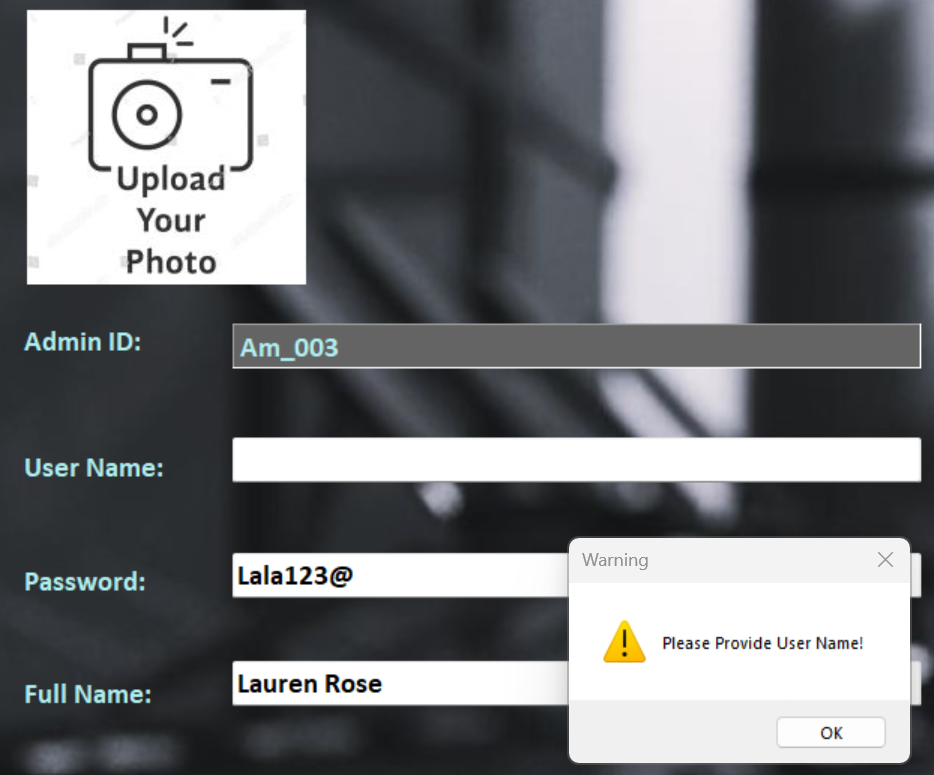 Upload
Your
Photo
Admin ID:
Am_003
User Name:
Password:
Lala123@
Full Name:
Lauren Rose
Warning
Please Provide User Name!
OK